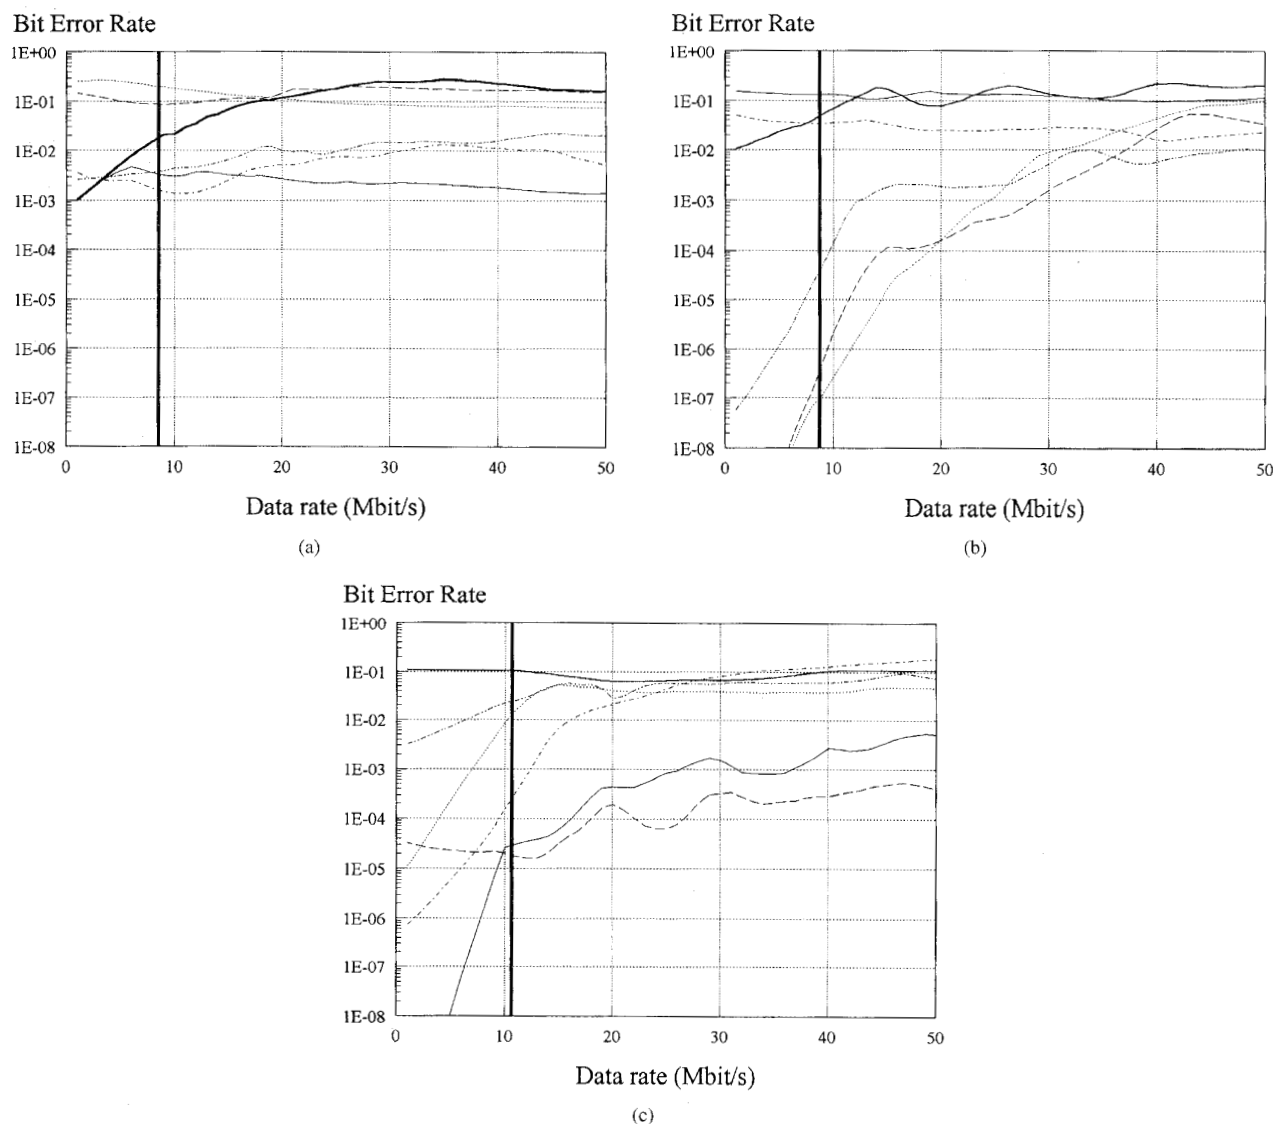 Bit Error Rate
1E+00
1E-01
1E-02
1E-03
1E-04
1E-05
1E-06
1E-07
1E-08
0 10 20 30 40 50
Data rate (Mbit/s)
(a)
Bit Error Rate
1E+00
1E-01
1E-02
1E-03
1E-04
1E-05
1E-06
1E-07
1E-08
0 10 20 30 40 50
Data rate (Mbit/s)
(b)
Bit Error Rate
1E+00
1E-01
1E-02
1E-03
1E-04
1E-05
1E-06
1E-07
1E-08
0 10 20 30 40 50
Data rate (Mbit/s)
(c)